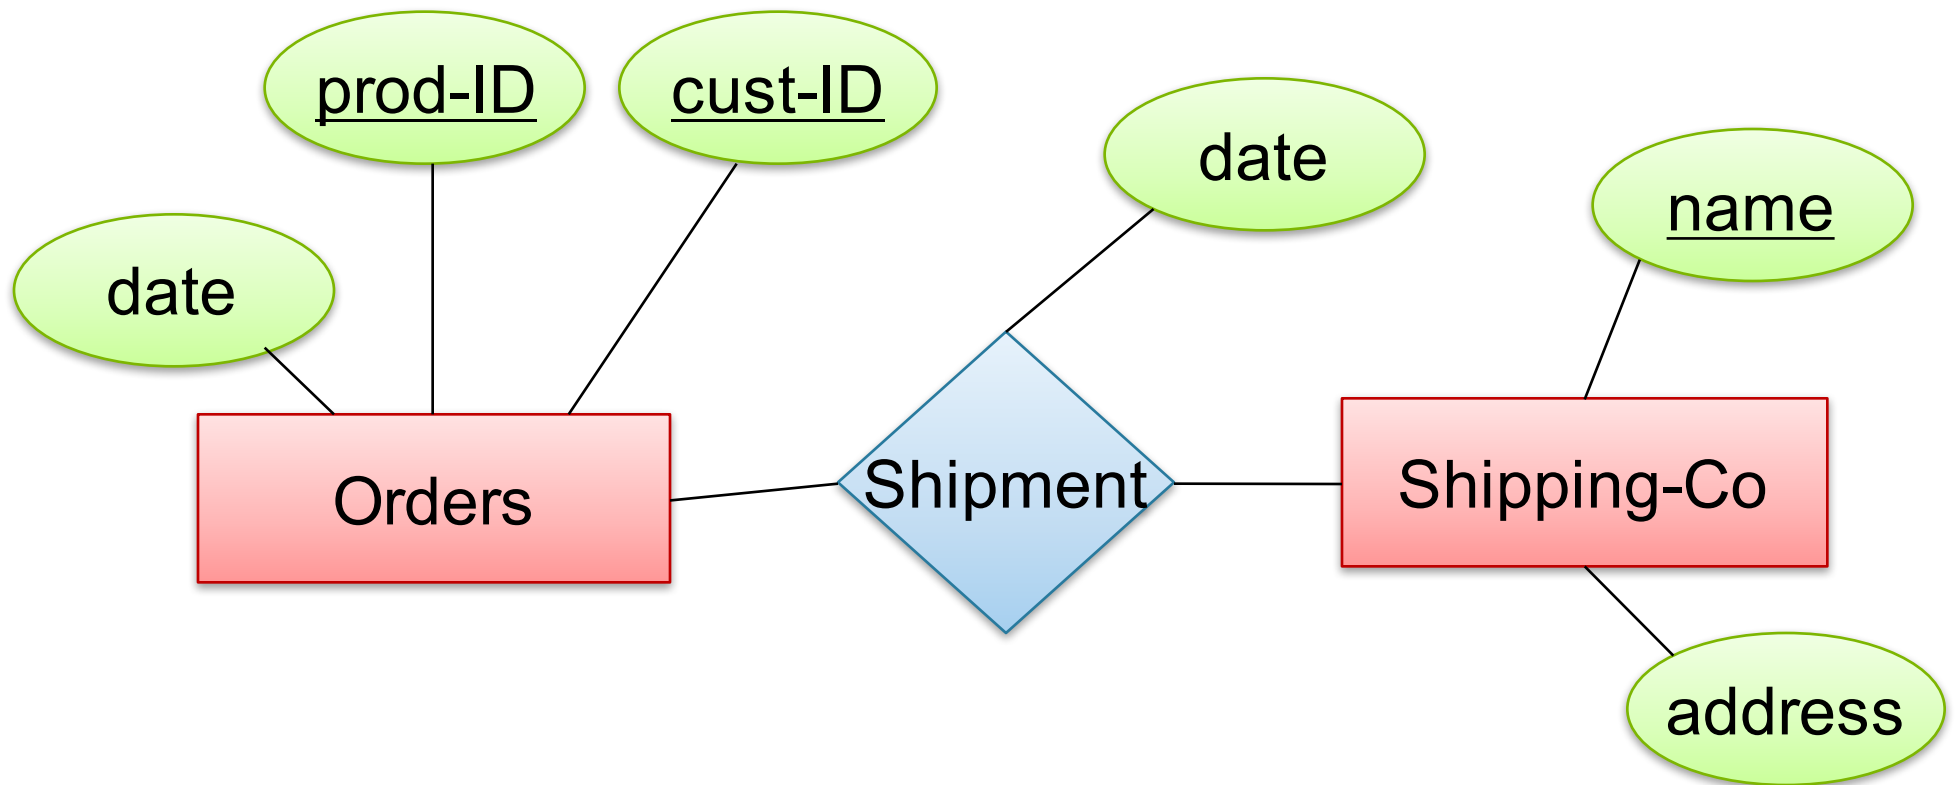 prod-ID
cust-ID
date
name
date
Orders
Shipment
Shipping-Co
address